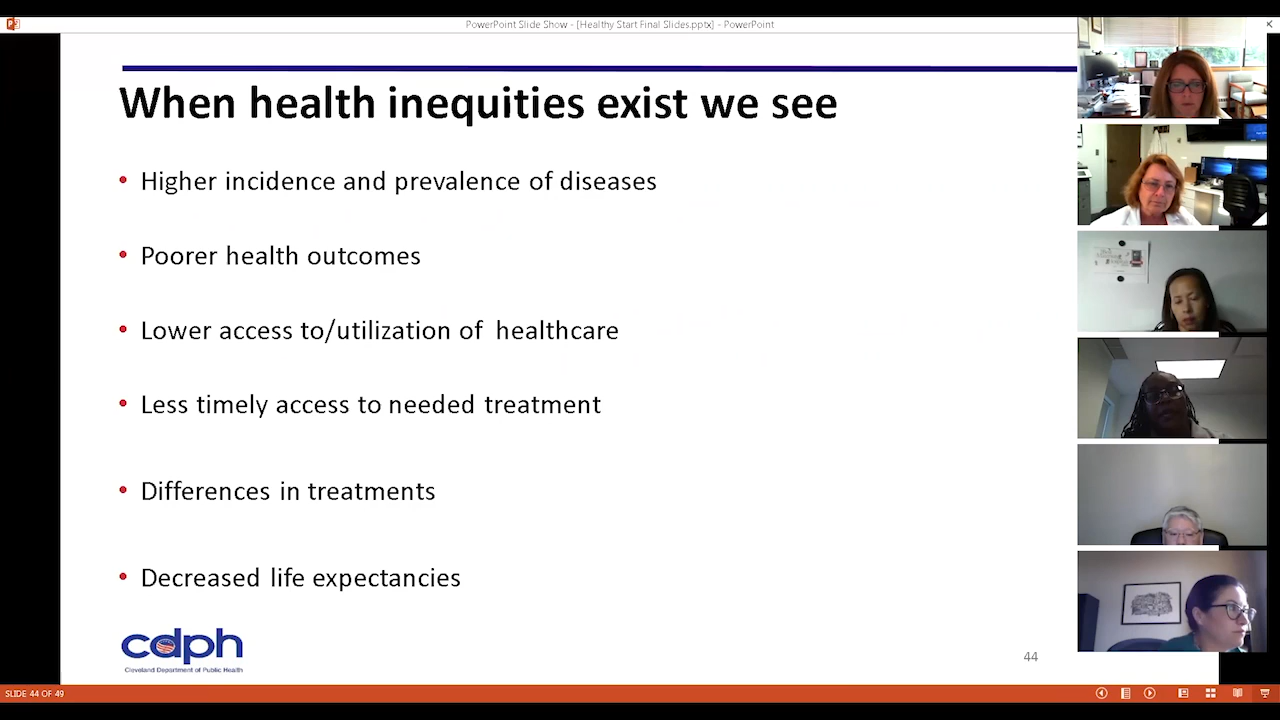 PowerPoint Slide Show - [Healthy Start Final Slides.pptx] - PowerPoint
When health inequities exist we see
• Higher incidence and prevalence of diseases
• Poorer health outcomes
• Lower access to/utilization of healthcare
• Less timely access to needed treatment
• Differences in treatments
• Decreased life expectancies
cdph
Cleveland Department of Public Health
44
SLIDE 44 OF 49